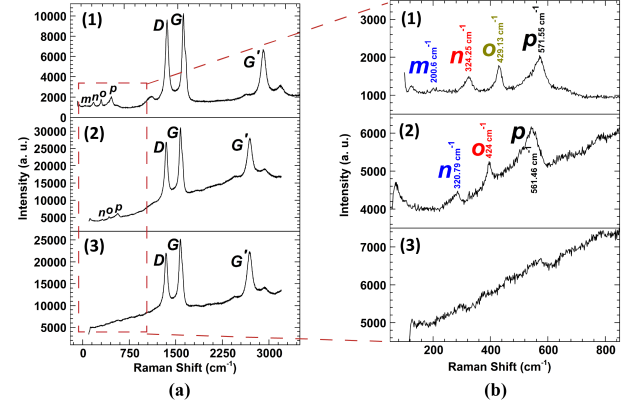 (1)
D
G
G'
m
n
o
p
10000
8000
6000
4000
2000
0
(2)
D
G
G'
n
o
p
30000
25000
20000
15000
10000
5000
(3)
D
G
G'
25000
20000
15000
10000
5000
0 750 1500 2250 3000
Intensity (a. u.)
Raman Shift (cm-1)
(a)
(1)
m 200.6 cm-1
n 324.25 cm-1
o 429.13 cm-1
p 571.55 cm-1
3000
2000
1000
(2)
n 320.79 cm-1
o 424 cm-1
p 561.46 cm-1
6000
5000
4000
(3)
7000
6000
5000
200 400 600 800
Intensity (a. u.)
Raman Shift (cm-1)
(b)